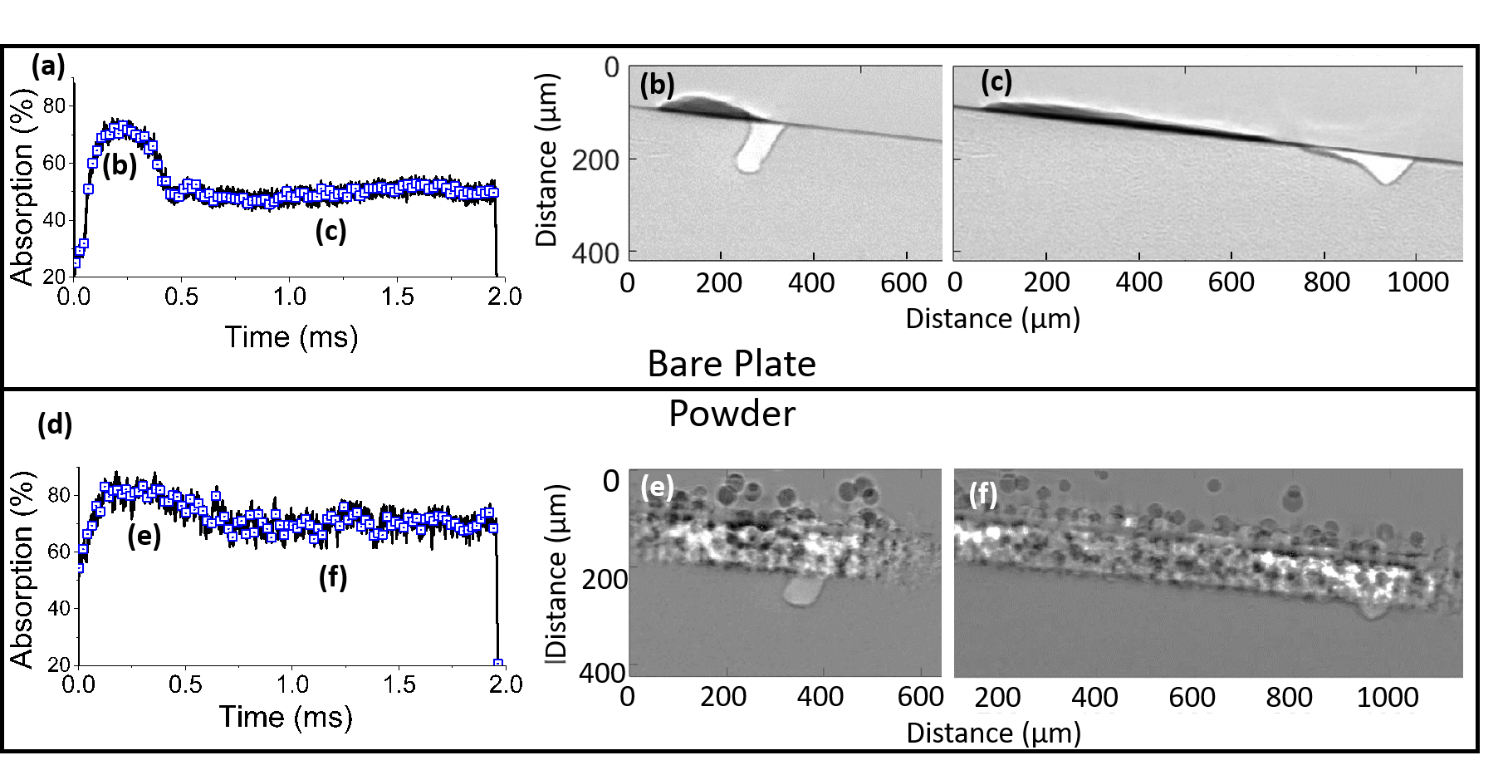 (a)
Absorption (%)
80
60
40
20
(b)
(c)
0.0 0.5 1.0 1.5 2.0
Time (ms)
Distance (µm)
0
200
400
(b)
0 200 400 600
(c)
0 200 400 600 800 1000
Distance (µm)
Bare Plate
Powder
(d)
Absorption (%)
80
60
40
20
(e)
(f)
0.0 0.5 1.0 1.5 2.0
Time (ms)
Distance (µm)
0
200
400
(e)
0 200 400 600
(f)
200 400 600 800 1000
Distance (µm)